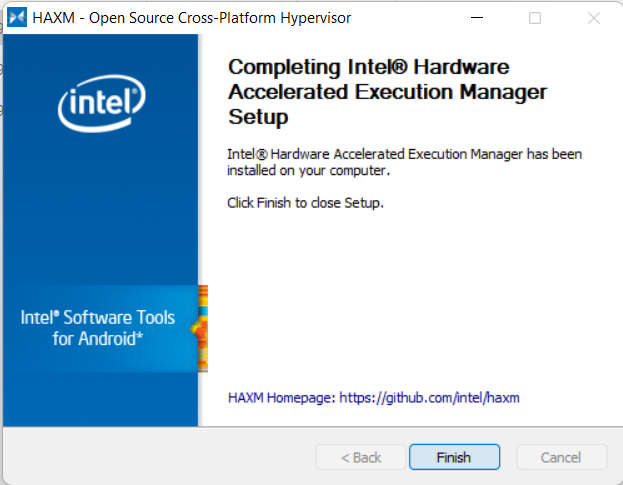 HAXM - Open Source Cross-Platform Hypervisor
intel®
Intel® Software Tools
for Android*
Completing Intel® Hardware
Accelerated Execution Manager
Setup
Intel® Hardware Accelerated Execution Manager has been
installed on your computer.
Click Finish to close Setup.
HAXM Homepage: https://github.com/intel/haxm
< Back
Finish
Cancel